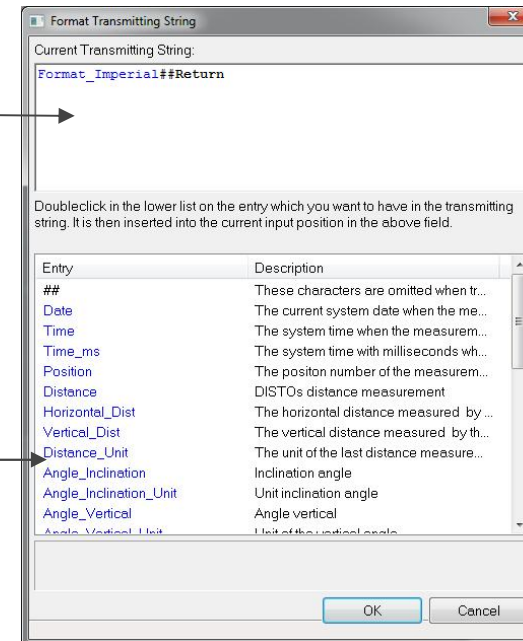 Format Transmitting String
Current Transmitting String:
Format_Imperial##Return
Doubleclick in the lower list on the entry which you want to have in the transmitting
string. It is then inserted into the current input position in the above field.
Entry Description
## These characters are omitted when tr...
Date The current system date when the me...
Time The system time when the measurem...
Time_ms The system time with milliseconds wh...
Position The positon number of the measurem...
Distance DISTOs distance measurement
Horizontal_Dist The horizontal distance measured by ...
Vertical_Dist The vertical distance measured by th...
Distance_Unit The unit of the last distance measure...
Angle_Inclination Inclination angle
Angle_Inclination_Unit Unit inclination angle
Angle_Vertical Angle vertical
Angle_Vertical_Unit Unit of the vertical angle
OK Cancel